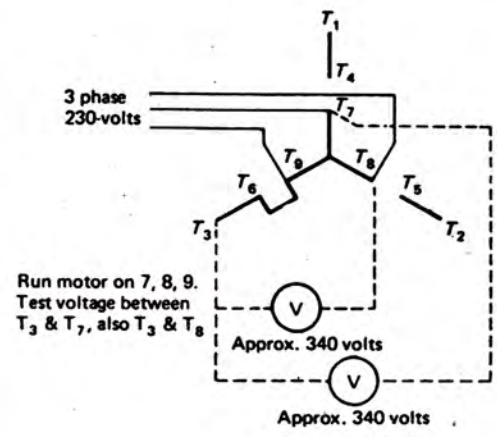 T1
T4
3 phase
230-volts
T7
T9
T8
T6
T5
T3
T2
Run motor on 7, 8, 9.
Test voltage between
T3 & T7, also T3 & T8
V
Approx. 340 volts
V
Approx. 340 volts